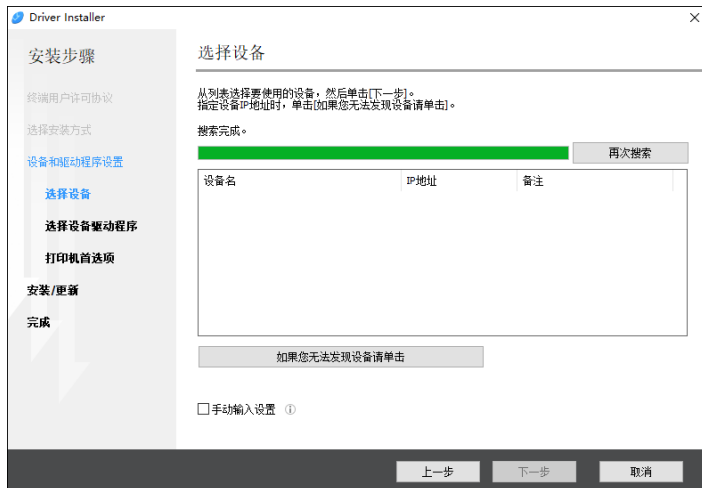 Driver Installer
安装步骤
终端用户许可协议
选择安装方式
设备和驱动程序设置
选择设备
选择设备驱动程序
打印机首选项
安装/更新
完成
选择设备
从列表选择要使用的设备，然后单击[下一步]。
指定设备IP地址时，单击[如果您无法发现设备请单击]。
搜索完成。
再次搜索
设备名 IP地址 备注
如果您无法发现设备请单击
手动输入设置
上一步 下一步 取消